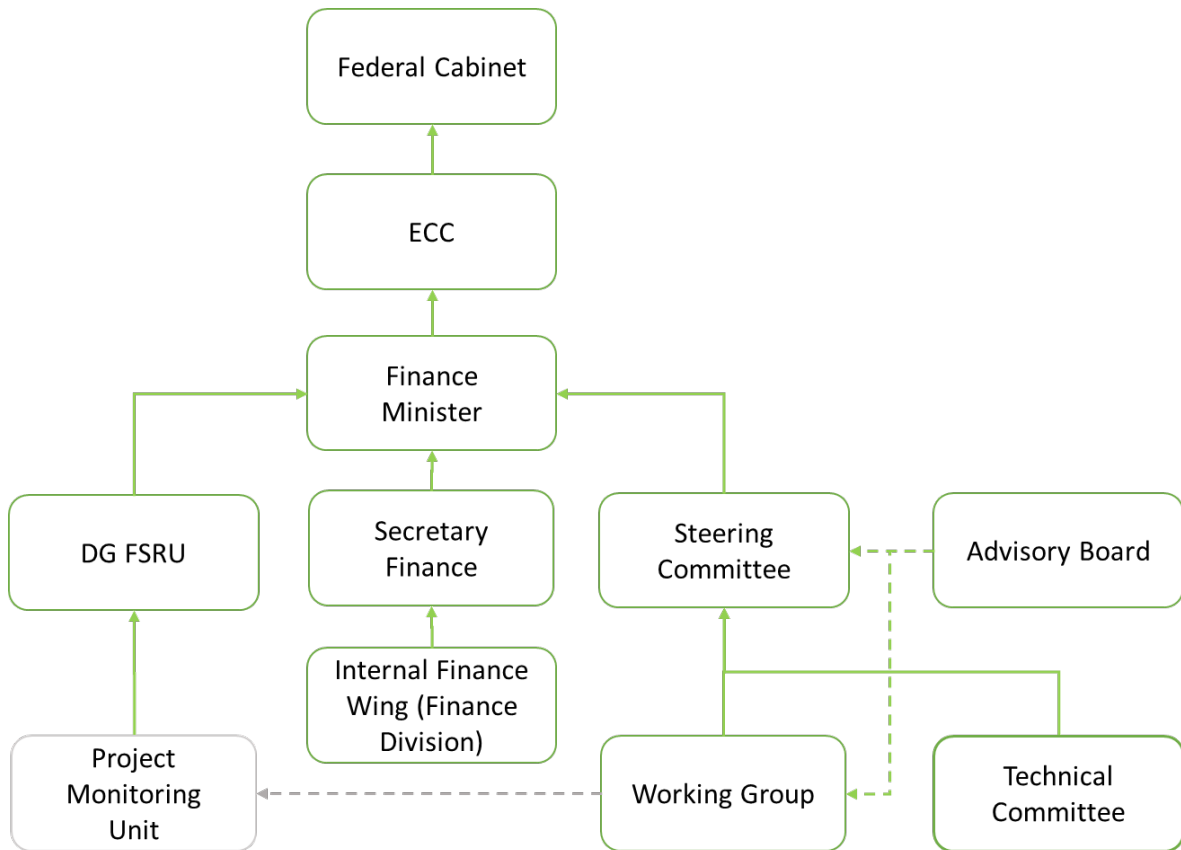 Federal Cabinet
ECC
Finance
Minister
DG FSRU
Secretary
Finance
Steering
Committee
Advisory Board
Internal Finance
Wing (Finance
Division)
Project
Monitoring
Unit
Working Group
Technical
Committee